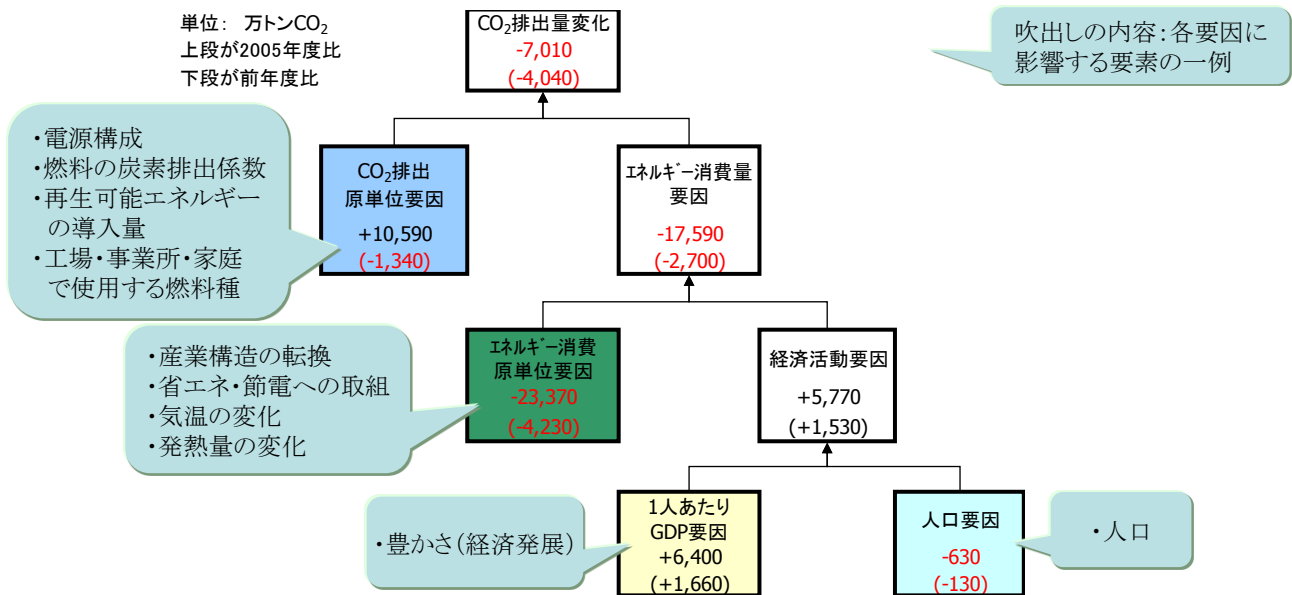 単位： 万トンCO₂
上段が2005年度比
下段が前年度比
CO₂排出量変化
-7,010
(-4,040)
吹出しの内容：各要因に
影響する要素の一例
・電源構成
・燃料の炭素排出係数
・再生可能エネルギー
の導入量
・工場・事業所・家庭
で使用する燃料種
CO₂排出
原単位要因
+10,590
(-1,340)
ｴﾈﾙｷﾞｰ消費量
要因
-17,590
(-2,700)
・産業構造の転換
・省エネ・節電への取組
・気温の変化
・発熱量の変化
ｴﾈﾙｷﾞｰ消費
原単位要因
-23,370
(-4,230)
経済活動要因
+5,770
(+1,530)
・豊かさ（経済発展）
1人あたり
GDP要因
+6,400
(+1,660)
人口要因
-630
(-130)
・人口